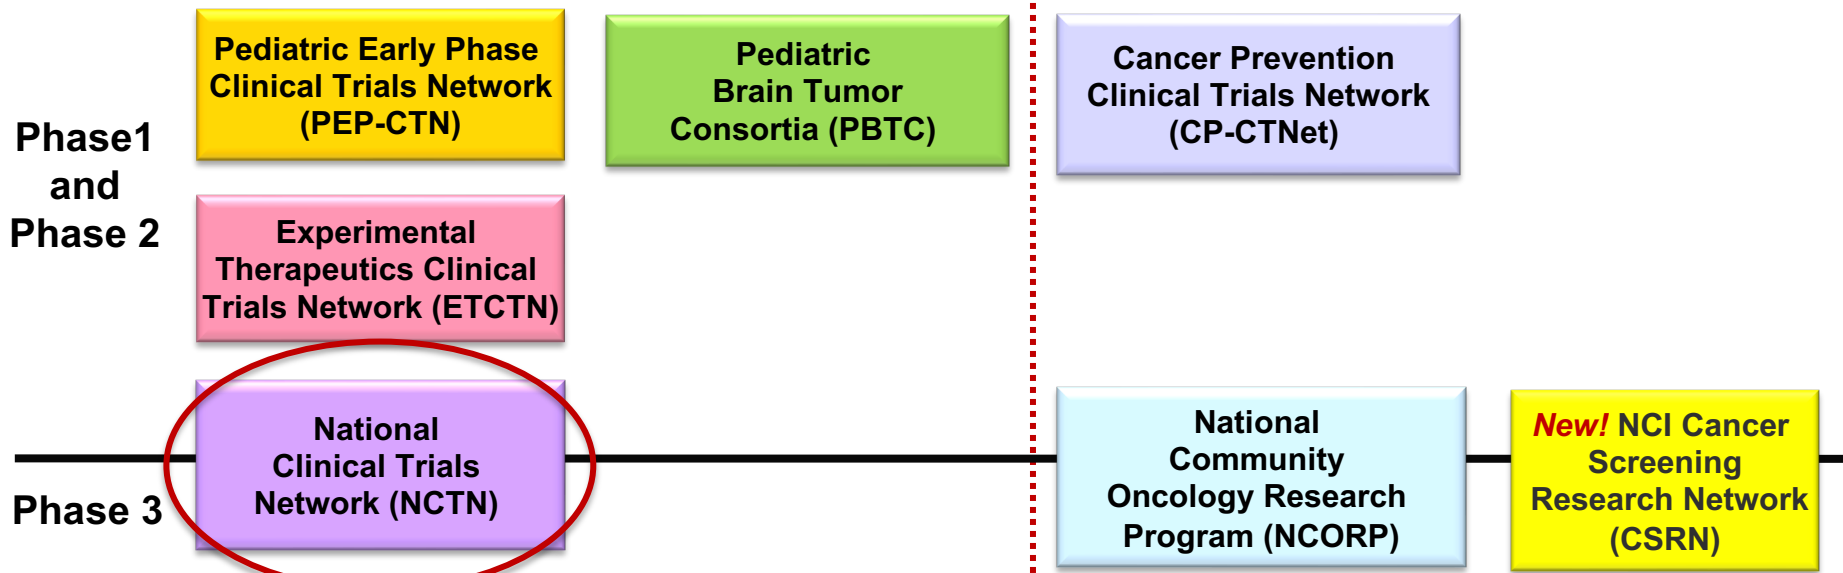 Phase1
and
Phase 2
Pediatric Early Phase
Clinical Trials Network
(PEP-CTN)
Pediatric
Brain Tumor
Consortia (PBTC)
Cancer Prevention
Clinical Trials Network
(CP-CTNet)
Experimental
Therapeutics Clinical
Trials Network (ETCTN)
Phase 3
National
Clinical Trials
Network (NCTN)
National
Community
Oncology Research
Program (NCORP)
New! NCI Cancer
Screening
Research Network
(CSRN)